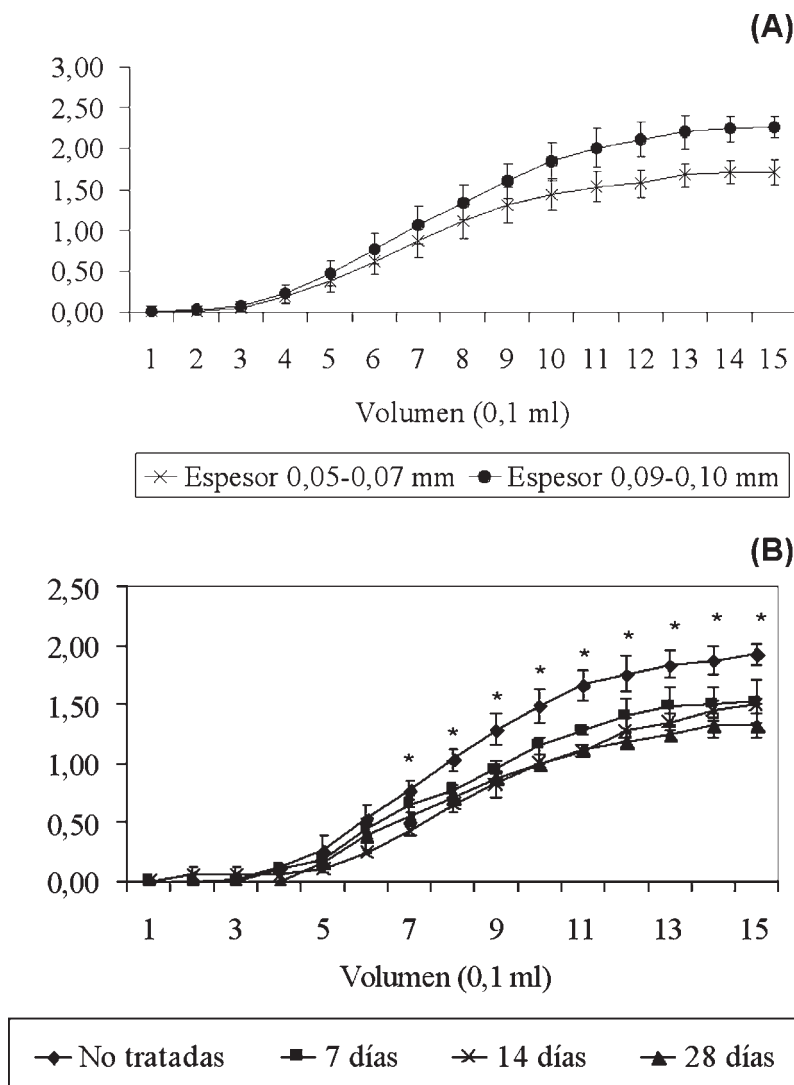 (A)
3,00
2,50
2,00
1,50
1,00
0,50
0,00
1 2 3 4 5 6 7 8 9 10 11 12 13 14 15
Volumen (0,1 ml)
Espesor 0,05-0,07 mm Espesor 0,09-0,10 mm
(B)
2,50
2,00
1,50
1,00
0,50
0,00
* * * * * * * * *
1 3 5 7 9 11 13 15
Volumen (0,1 ml)
No tratadas 7 días 14 días 28 días